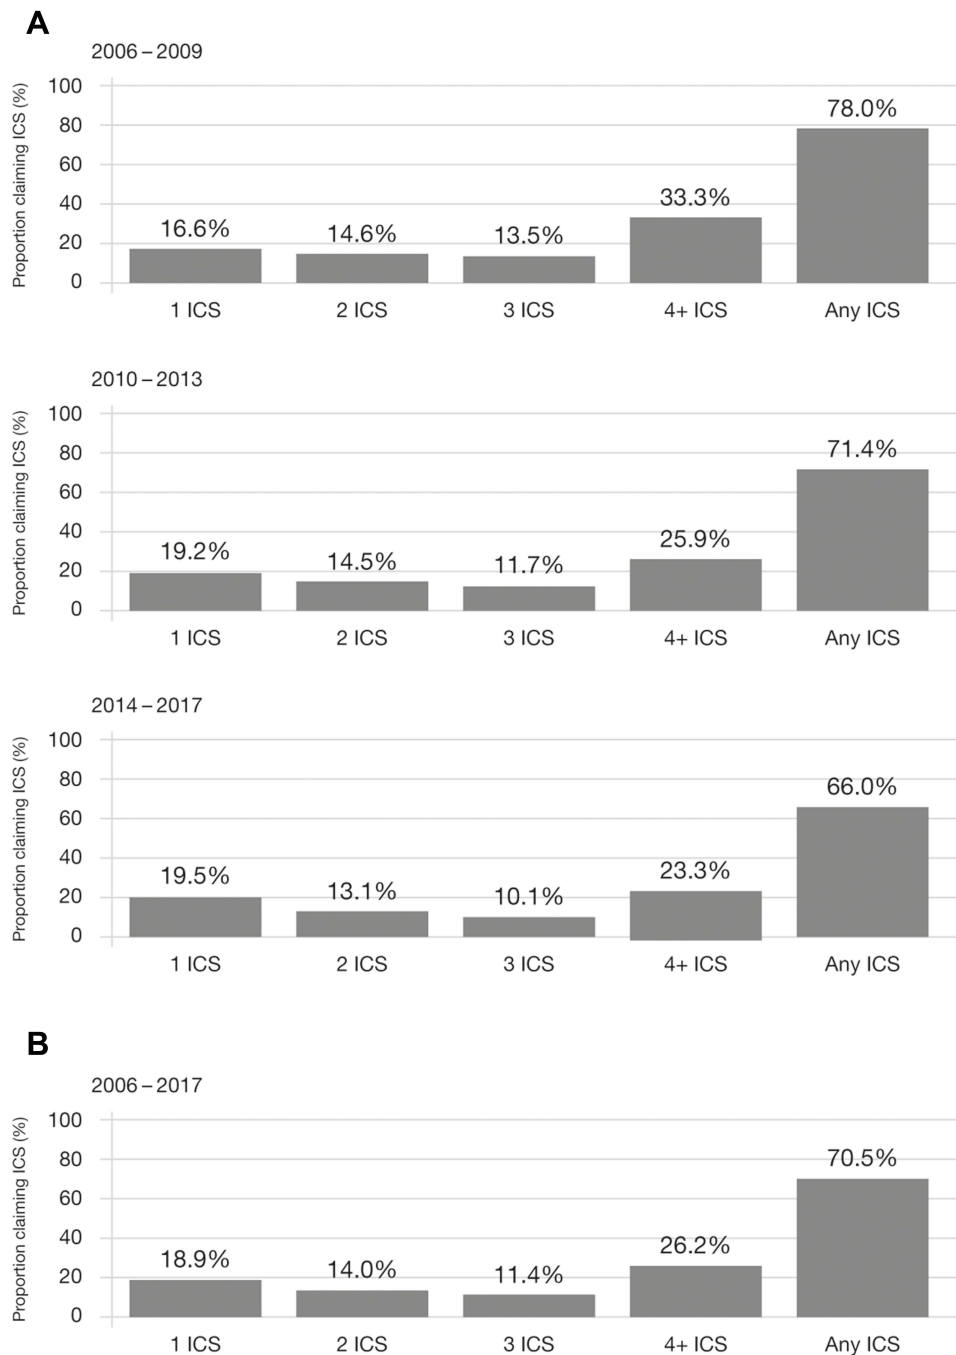 A
2006 – 2009
Proportion claiming ICS (%)
100
80
60
40
20
0
16.6%
14.6%
13.5%
33.3%
78.0%
1 ICS
2 ICS
3 ICS
4+ ICS
Any ICS
2010 – 2013
Proportion claiming ICS (%)
100
80
60
40
20
0
19.2%
14.5%
11.7%
25.9%
71.4%
1 ICS
2 ICS
3 ICS
4+ ICS
Any ICS
2014 – 2017
Proportion claiming ICS (%)
100
80
60
40
20
0
19.5%
13.1%
10.1%
23.3%
66.0%
1 ICS
2 ICS
3 ICS
4+ ICS
Any ICS
B
2006 – 2017
Proportion claiming ICS (%)
100
80
60
40
20
0
18.9%
14.0%
11.4%
26.2%
70.5%
1 ICS
2 ICS
3 ICS
4+ ICS
Any ICS